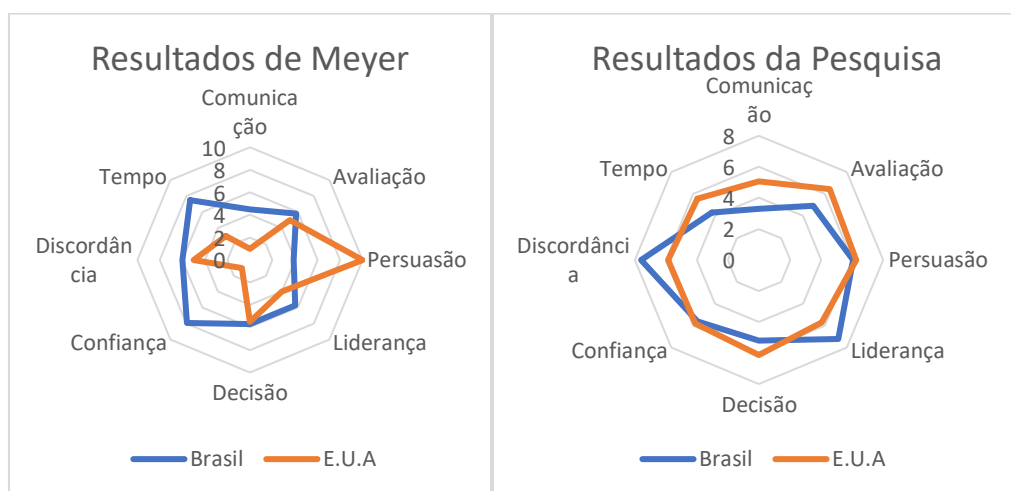 Resultados de Meyer
Comunica
ção
10
8
6
4
2
0
Tempo
Avaliação
Discordân
cia
Persuasão
Confiança
Liderança
Decisão
Brasil
E.U.A
Resultados da Pesquisa
Comunicaç
ão
8
6
4
2
0
Tempo
Avaliação
Discordânci
a
Persuasão
Confiança
Liderança
Decisão
Brasil
E.U.A